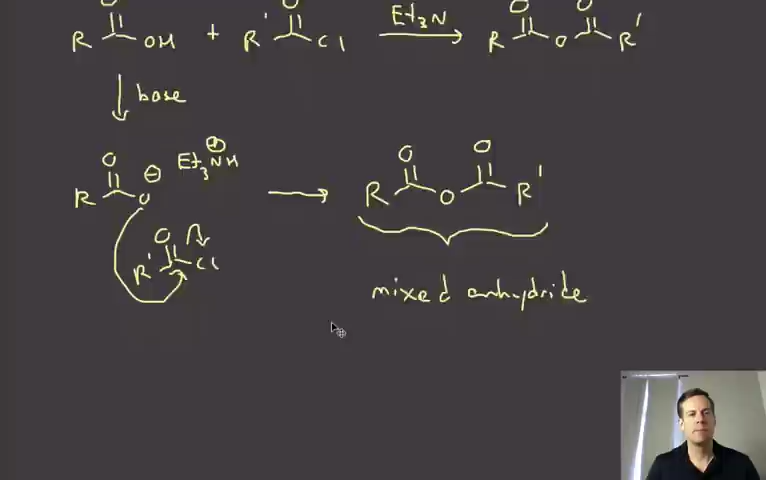 O O Et3N O O
R OH + R' Cl R O R'
base
O ⊖ Et3NH ⊕
R O
O O
R O R'
O
R' Cl
mixed anhydride